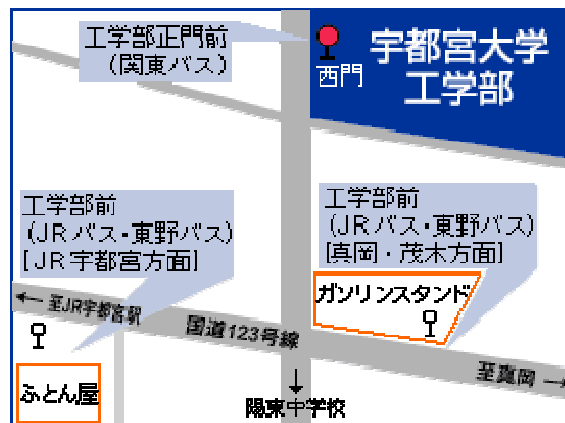 工学部正門前
（関東バス）
西門
宇都宮大学
工学部
工学部前
（JRバス・東野バス）
[JR宇都宮方面]
工学部前
（JRバス・東野バス）
[真岡・茂木方面]
ガソリンスタンド
←至JR宇都宮駅
国道123号線
至真岡→
ふとん屋
↓
陽東中学校